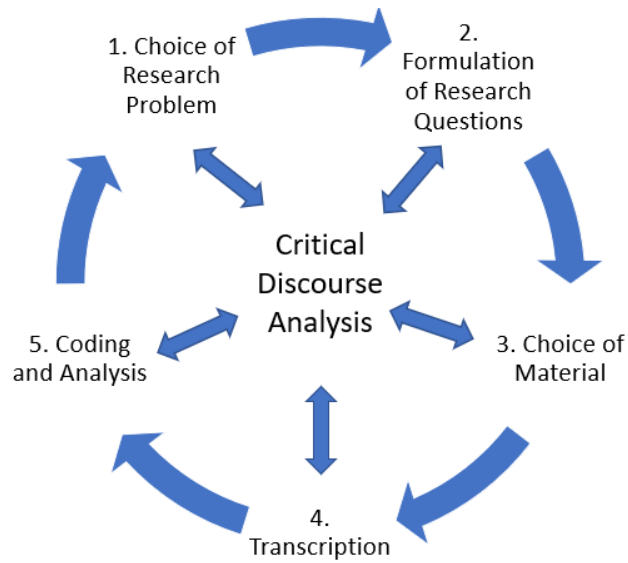 1. Choice of
Research
Problem
2.
Formulation
of Research
Questions
3. Choice of
Material
4.
Transcription
5. Coding
and Analysis
Critical
Discourse
Analysis